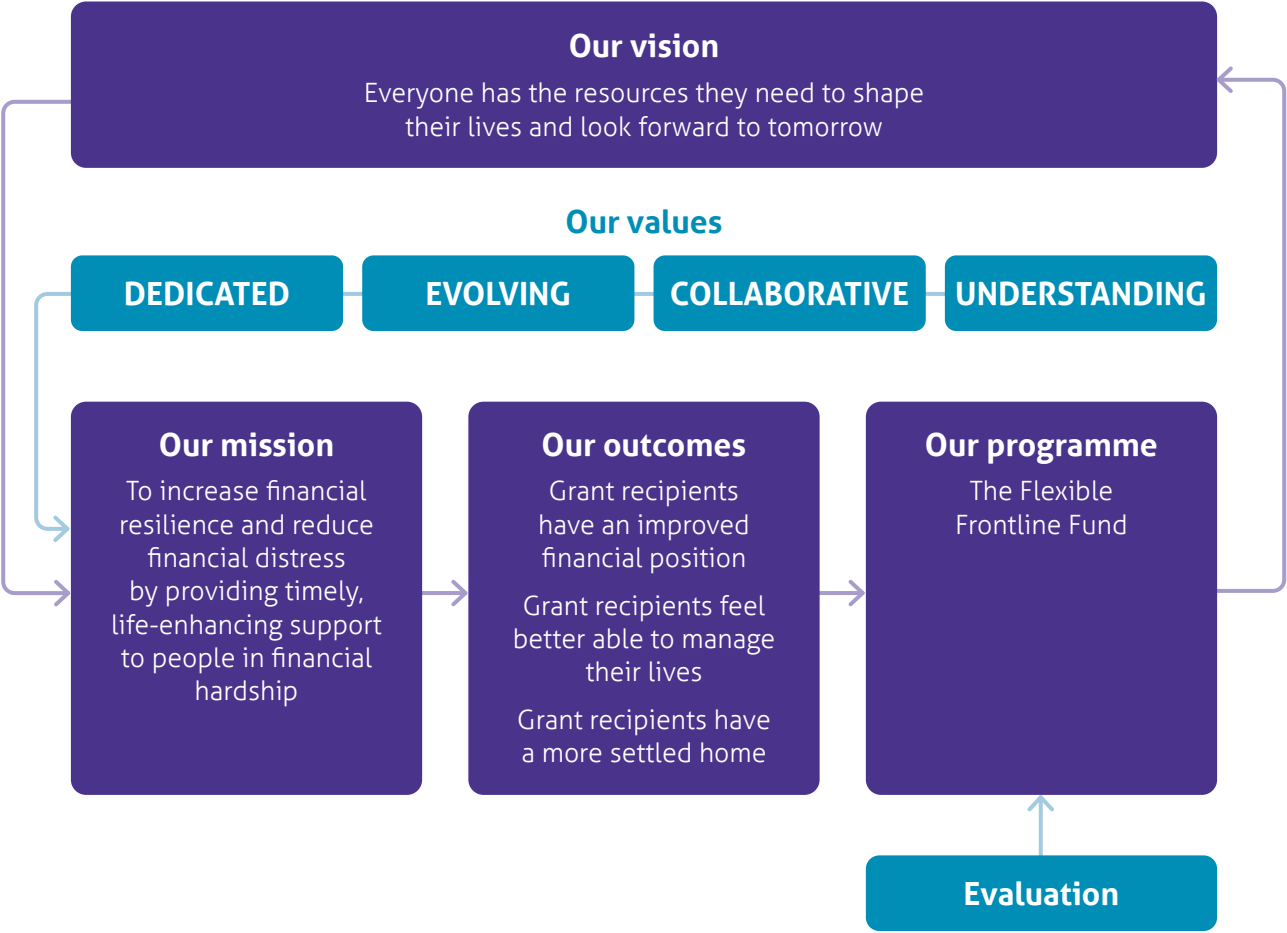 Our vision
Everyone has the resources they need to shape
their lives and look forward to tomorrow
Our values
DEDICATED
EVOLVING
COLLABORATIVE
UNDERSTANDING
Our mission
To increase financial
resilience and reduce
financial distress
by providing timely,
life-enhancing support
to people in financial
hardship
Our outcomes
Grant recipients
have an improved
financial position
Grant recipients feel
better able to manage
their lives
Grant recipients have
a more settled home
Our programme
The Flexible
Frontline Fund
Evaluation